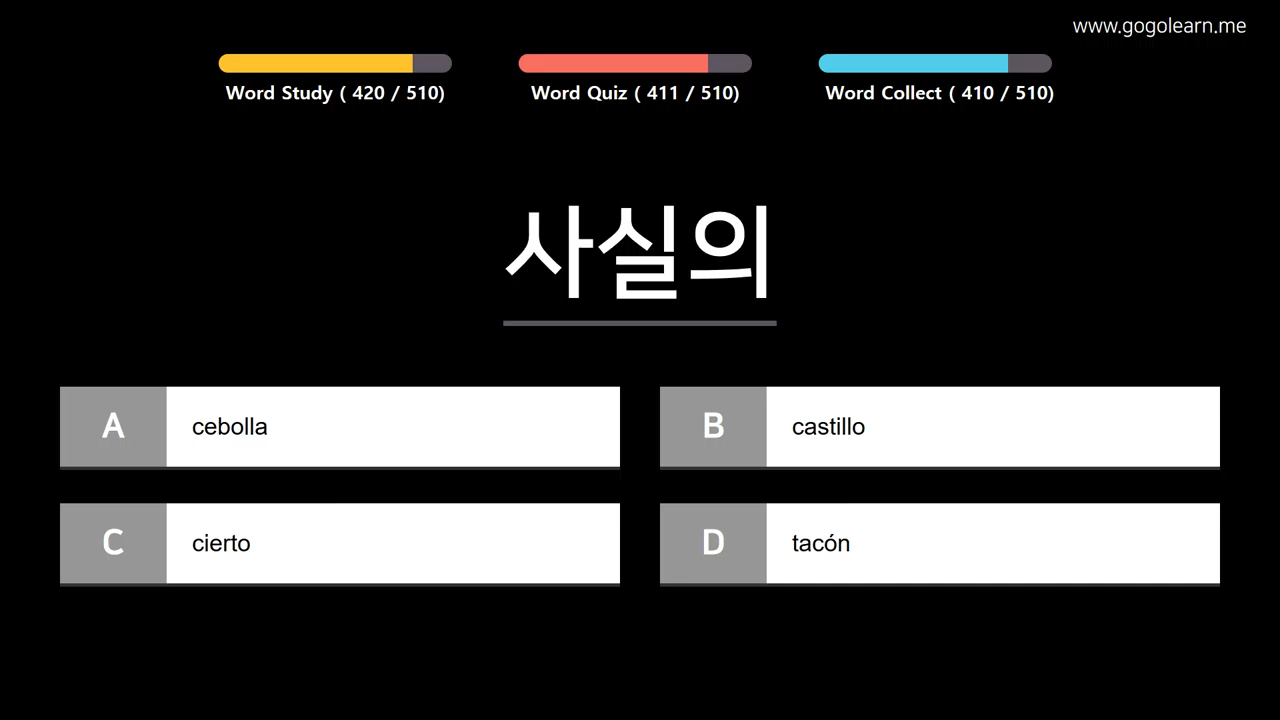 www.gogolearn.me
Word Study ( 420 / 510)
Word Quiz ( 411 / 510)
Word Collect ( 410 / 510)
사실의
A cebolla
B castillo
C cierto
D tacón